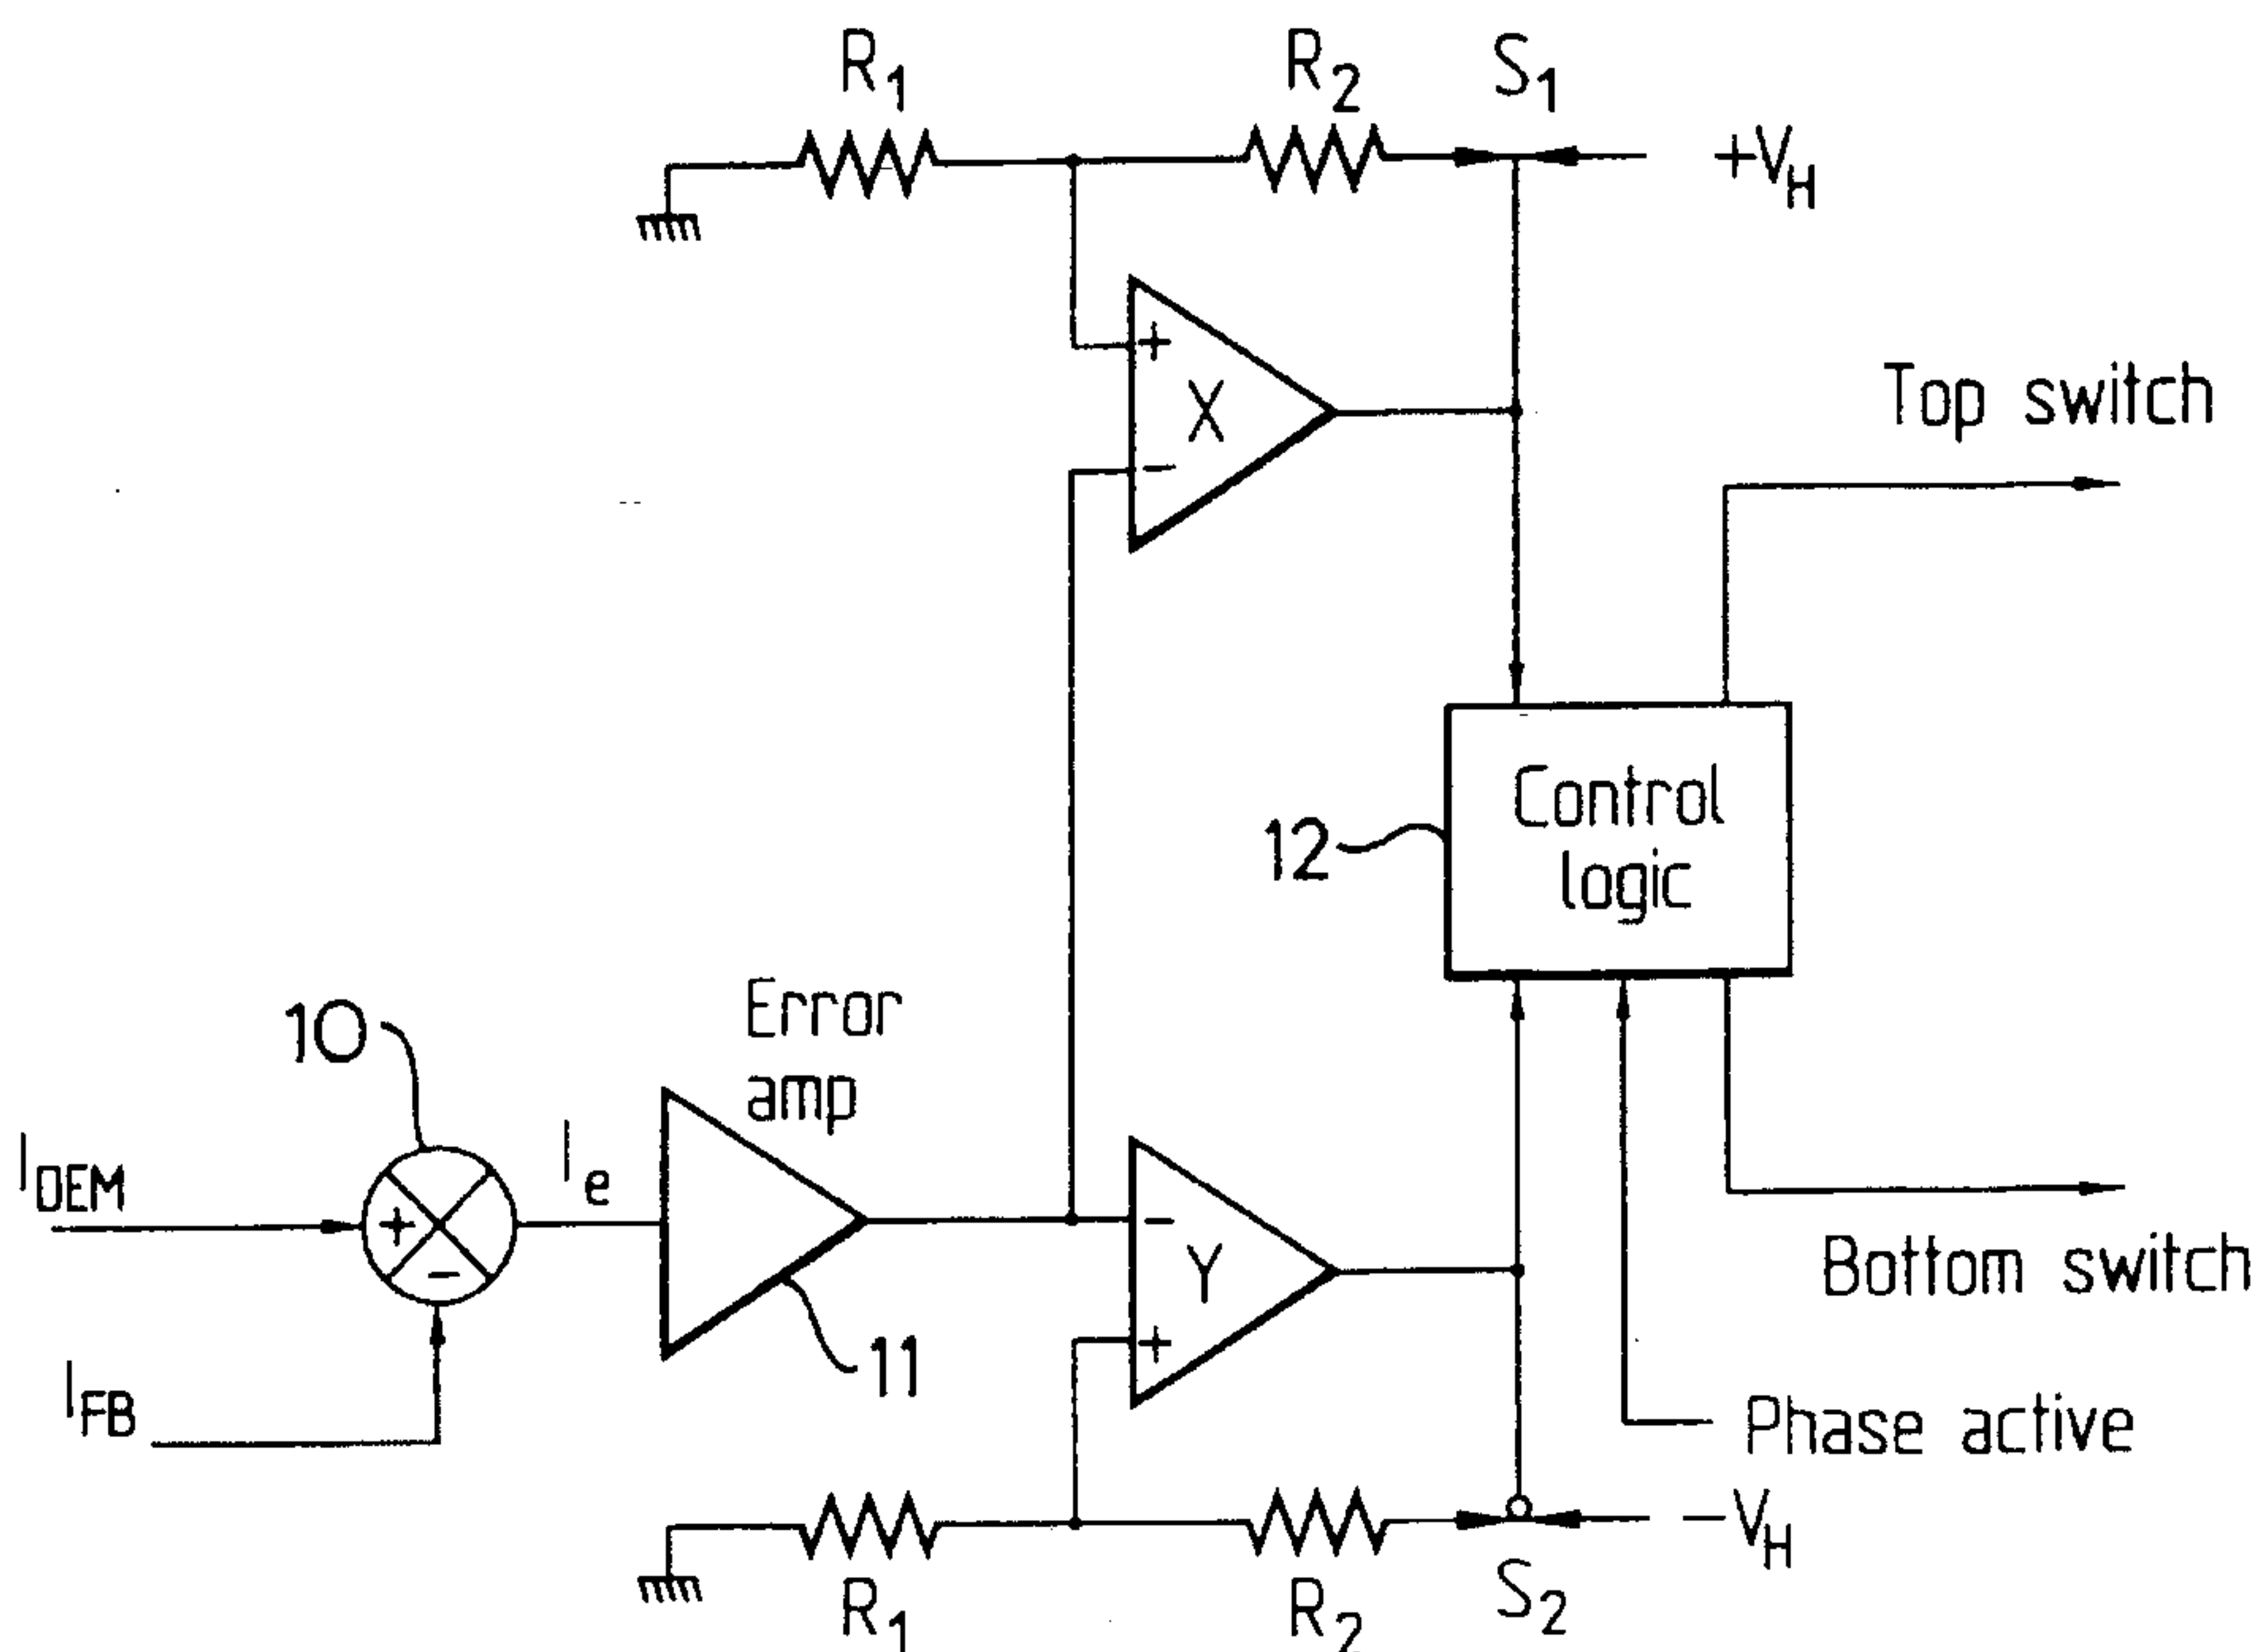 R1
R2
S1
+VH
+
X
−
Top switch
Control
logic
12
10
Error
amp
IDEM
+
−
Ie
−
Y
+
11
Bottom switch
IFB
Phase active
−VH
R1
R2
S2